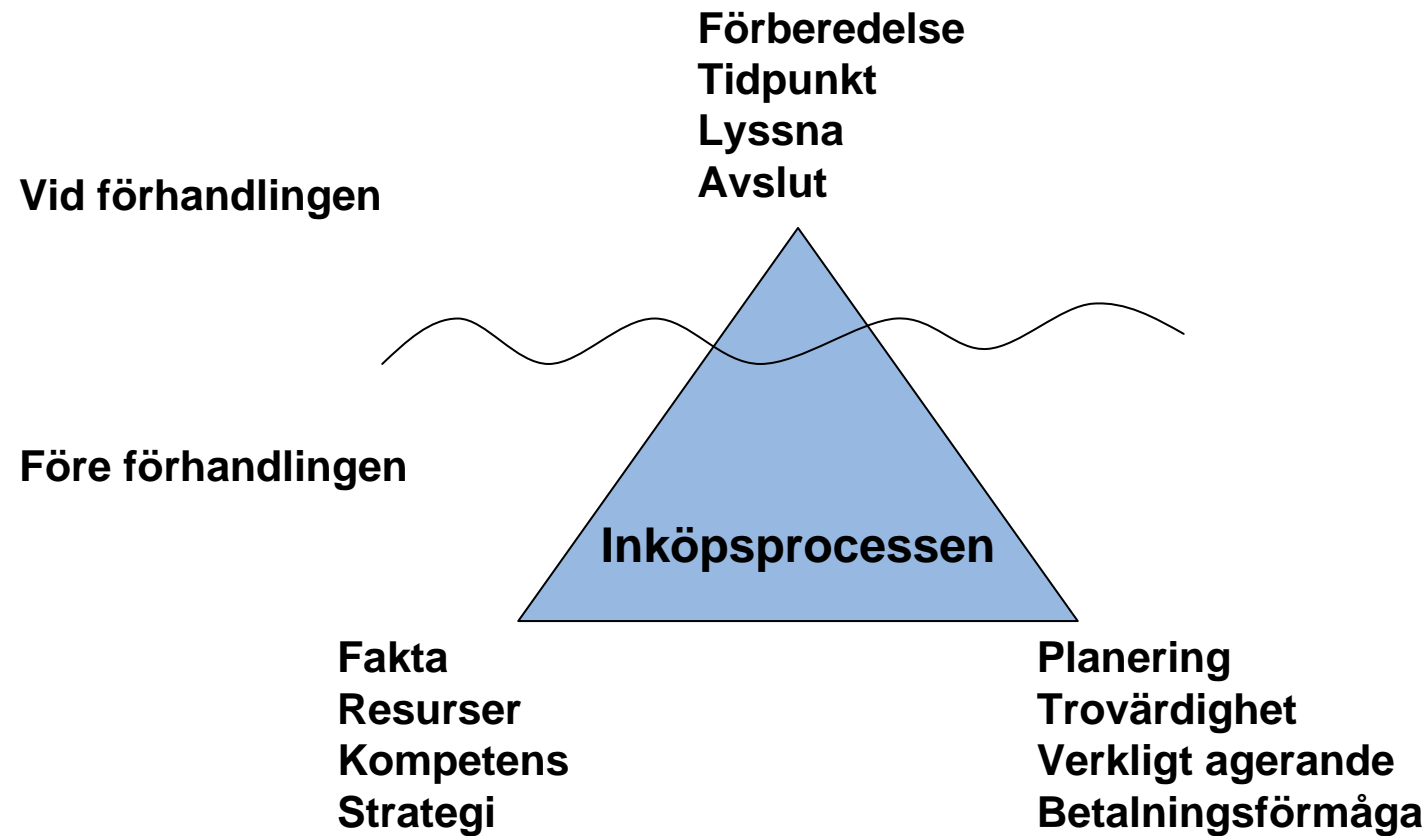 Förberedelse
Tidpunkt
Lyssna
Avslut
Vid förhandlingen
Före förhandlingen
Inköpsprocessen
Fakta
Resurser
Kompetens
Strategi
Planering
Trovärdighet
Verkligt agerande
Betalningsförmåga